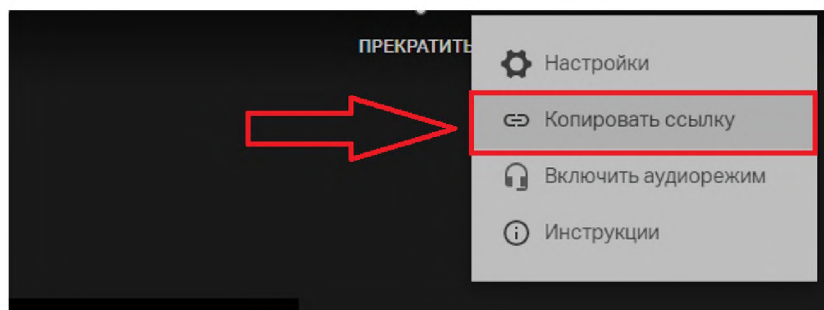 ПРЕКРАТИТЬ
Настройки
Копировать ссылку
Включить аудиорежим
Инструкции